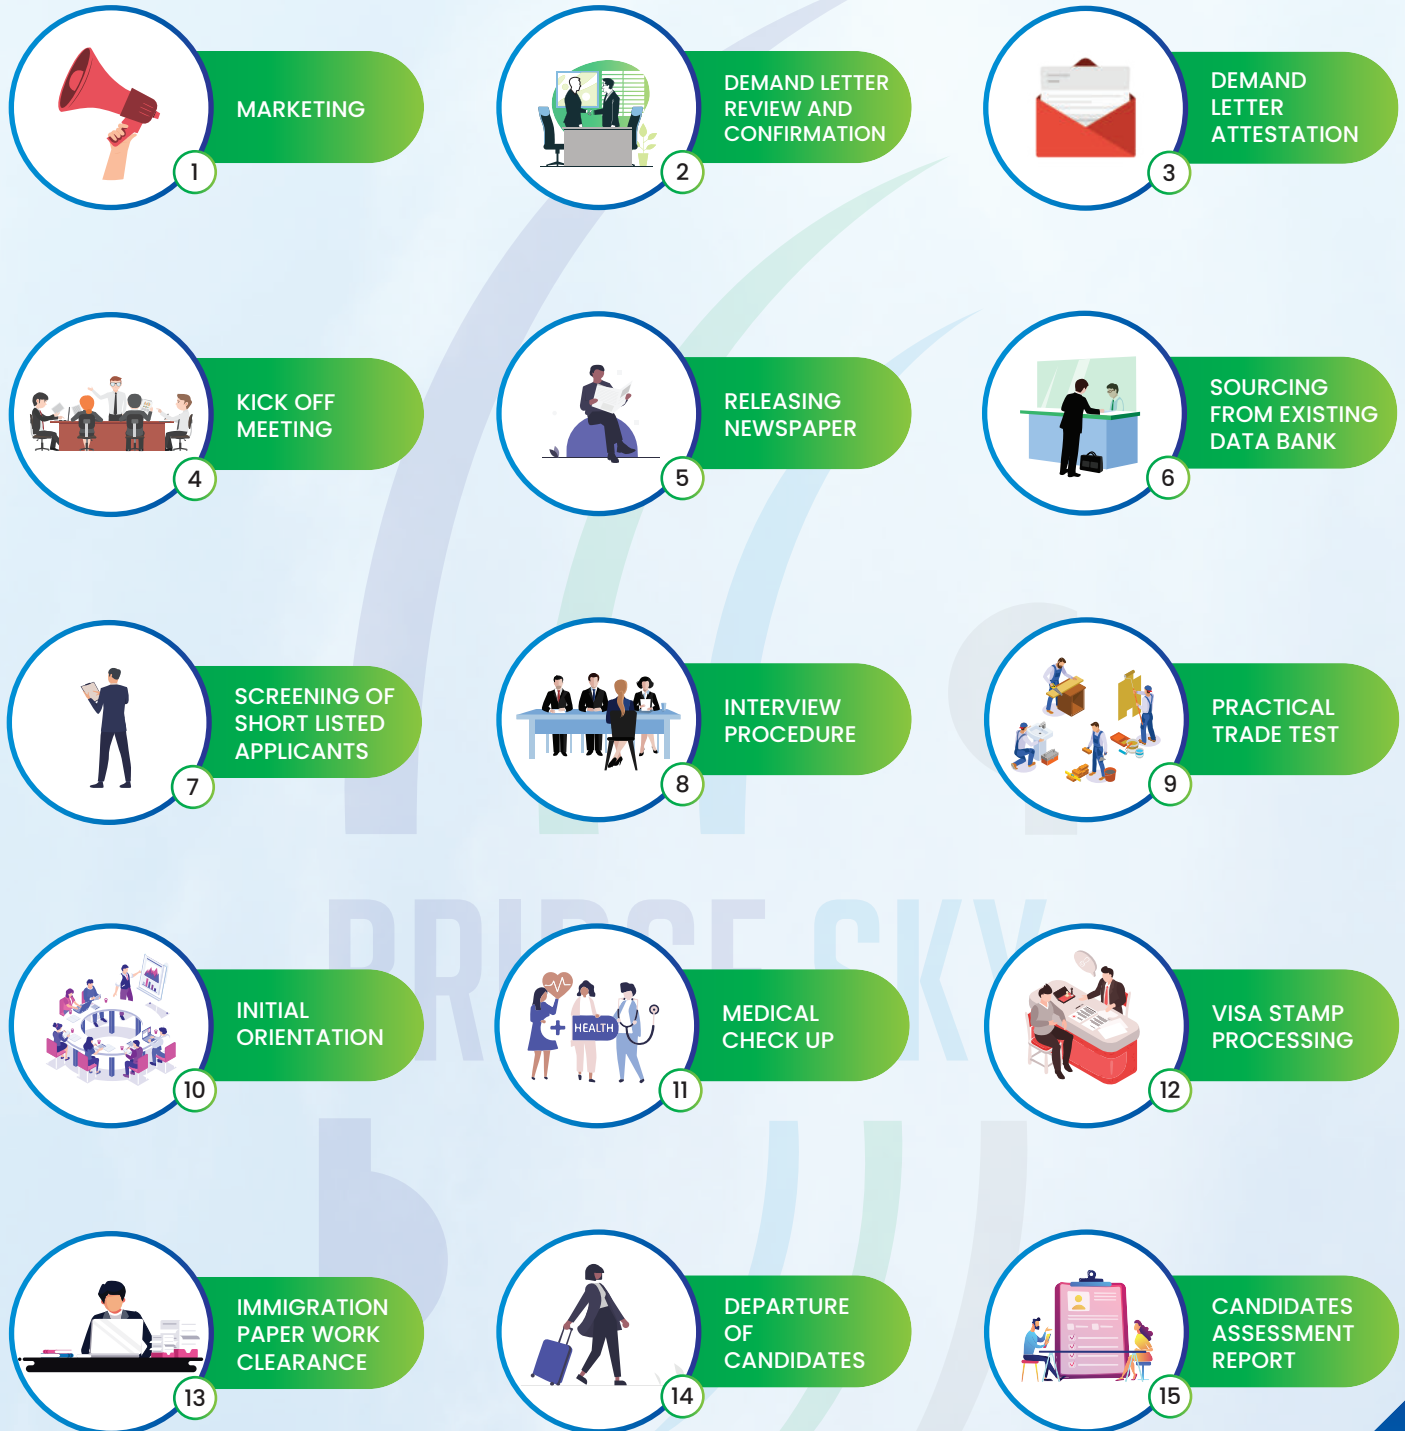 MARKETING
1
DEMAND LETTER
REVIEW AND
CONFIRMATION
2
DEMAND
LETTER
ATTESTATION
3
KICK OFF
MEETING
4
RELEASING
NEWSPAPER
5
SOURCING
FROM EXISTING
DATA BANK
6
SCREENING OF
SHORT LISTED
APPLICANTS
7
INTERVIEW
PROCEDURE
8
PRACTICAL
TRADE TEST
9
BRIDGE SKY
INITIAL
ORIENTATION
10
HEALTH
MEDICAL
CHECK UP
11
VISA STAMP
PROCESSING
12
IMMIGRATION
PAPER WORK
CLEARANCE
13
DEPARTURE
OF
CANDIDATES
14
CANDIDATES
ASSESSMENT
REPORT
15